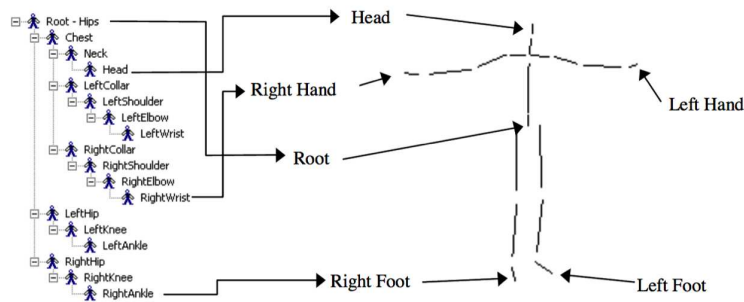 Root - Hips
Chest
Neck
Head
LeftCollar
LeftShoulder
LeftElbow
LeftWrist
RightCollar
RightShoulder
RightElbow
RightWrist
LeftHip
LeftKnee
LeftAnkle
RightHip
RightKnee
RightAnkle
Head
Right Hand
Left Hand
Root
Right Foot
Left Foot